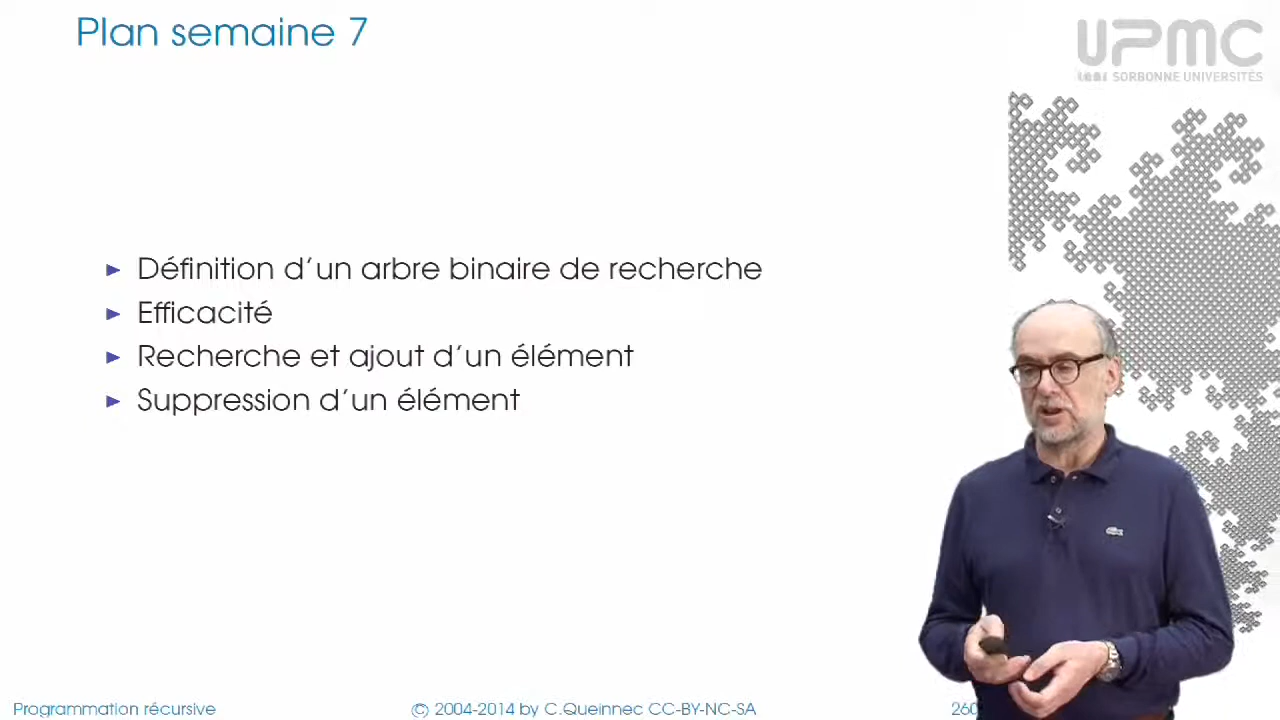 Plan semaine 7
UPMC
SORBONNE UNIVERSITÉS
► Définition d'un arbre binaire de recherche
► Efficacité
► Recherche et ajout d'un élément
► Suppression d'un élément
Programmation récursive
© 2004-2014 by C.Queinnec CC-BY-NC-SA
260